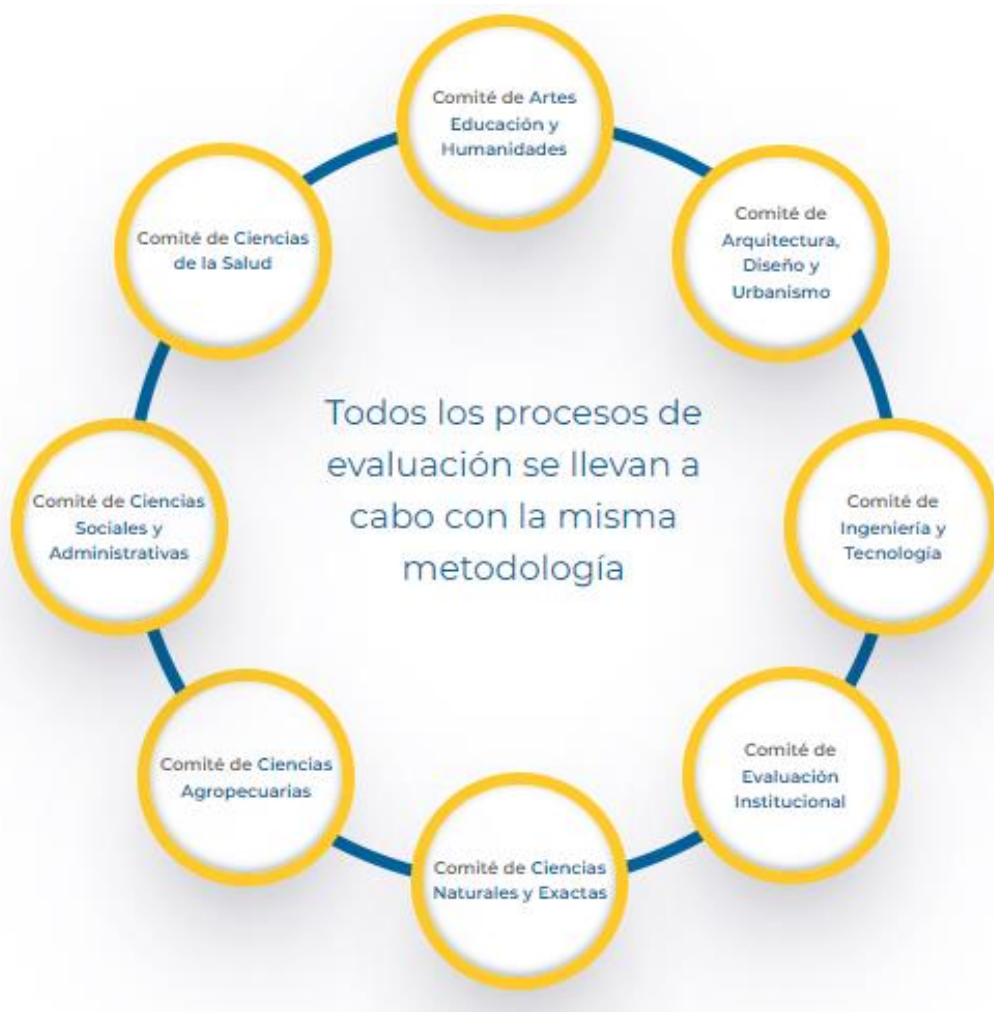 Comité de Artes
Educación y
Humanidades
Comité de
Arquitectura,
Diseño y
Urbanismo
Comité de
Ingeniería y
Tecnología
Comité de
Evaluación
Institucional
Comité de Ciencias
Naturales y Exactas
Comité de Ciencias
Agropecuarias
Comité de Ciencias
Sociales y
Administrativas
Comité de Ciencias
de la Salud
Todos los procesos de
evaluación se llevan a
cabo con la misma
metodología